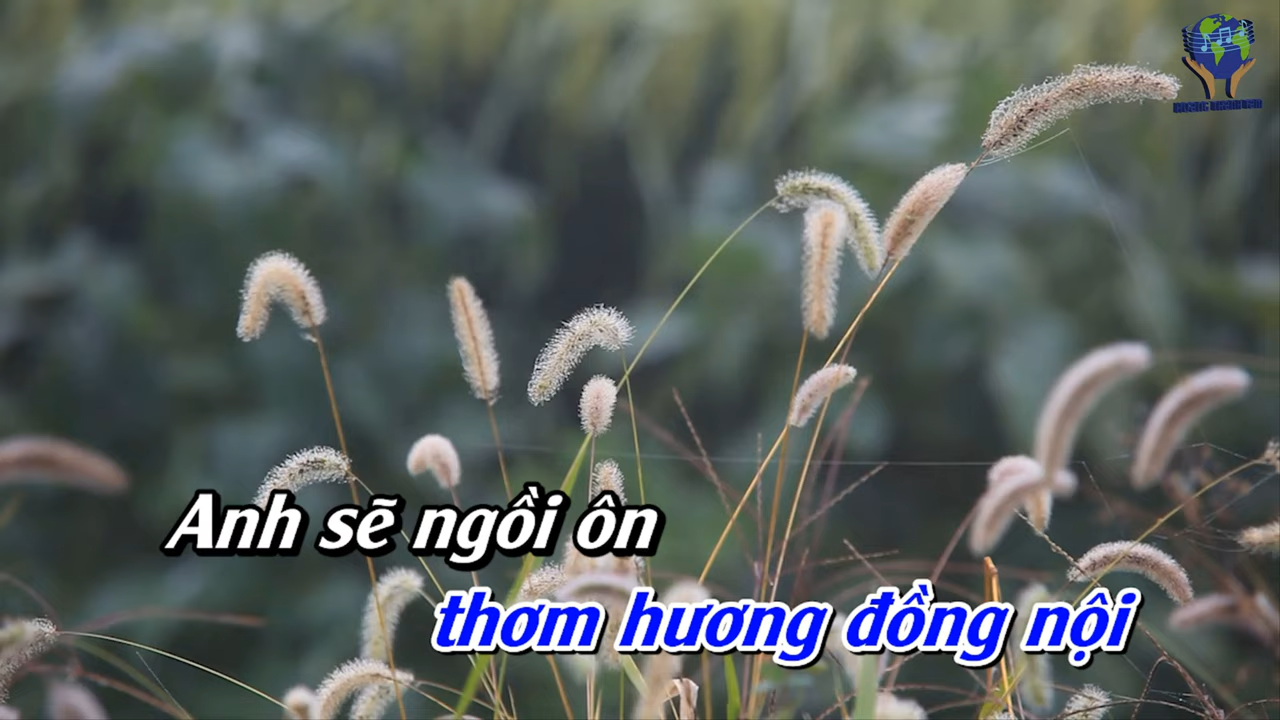 Anh sẽ ngồi ôn
thơm hương đồng nội